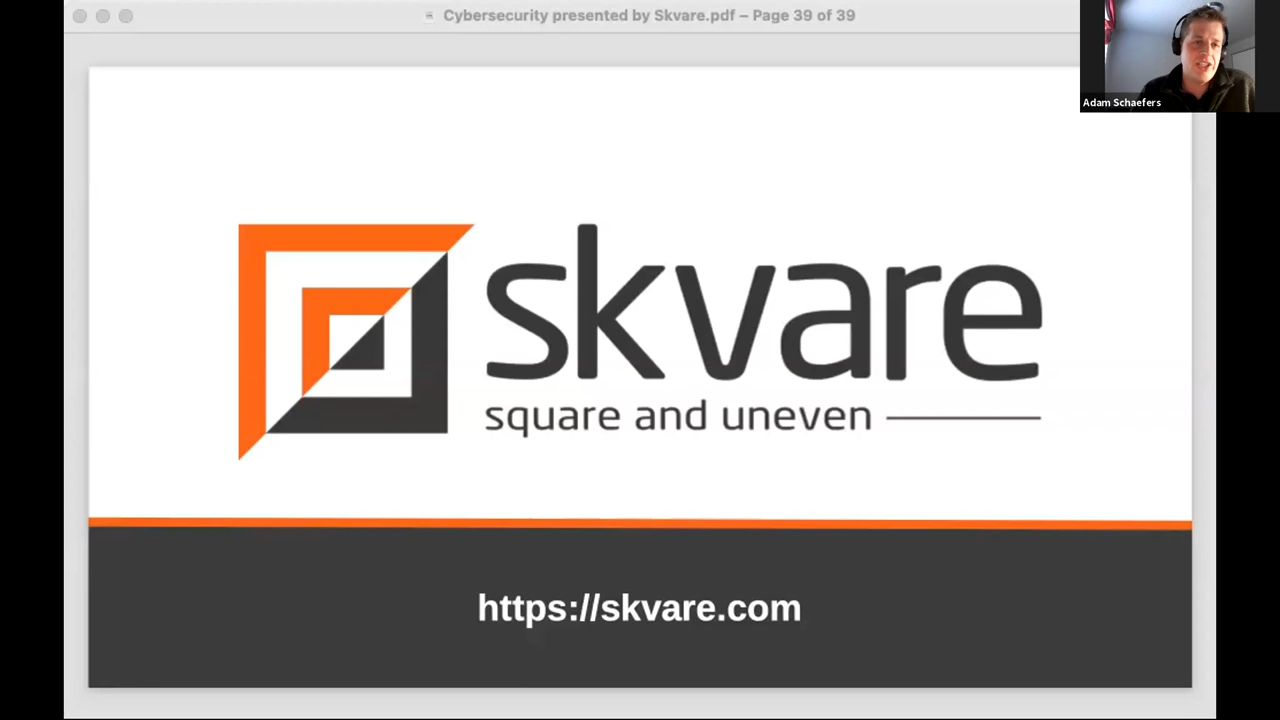 Cybersecurity presented by Skvare.pdf – Page 39 of 39
Adam Schaefers
skvare
square and uneven
https://skvare.com